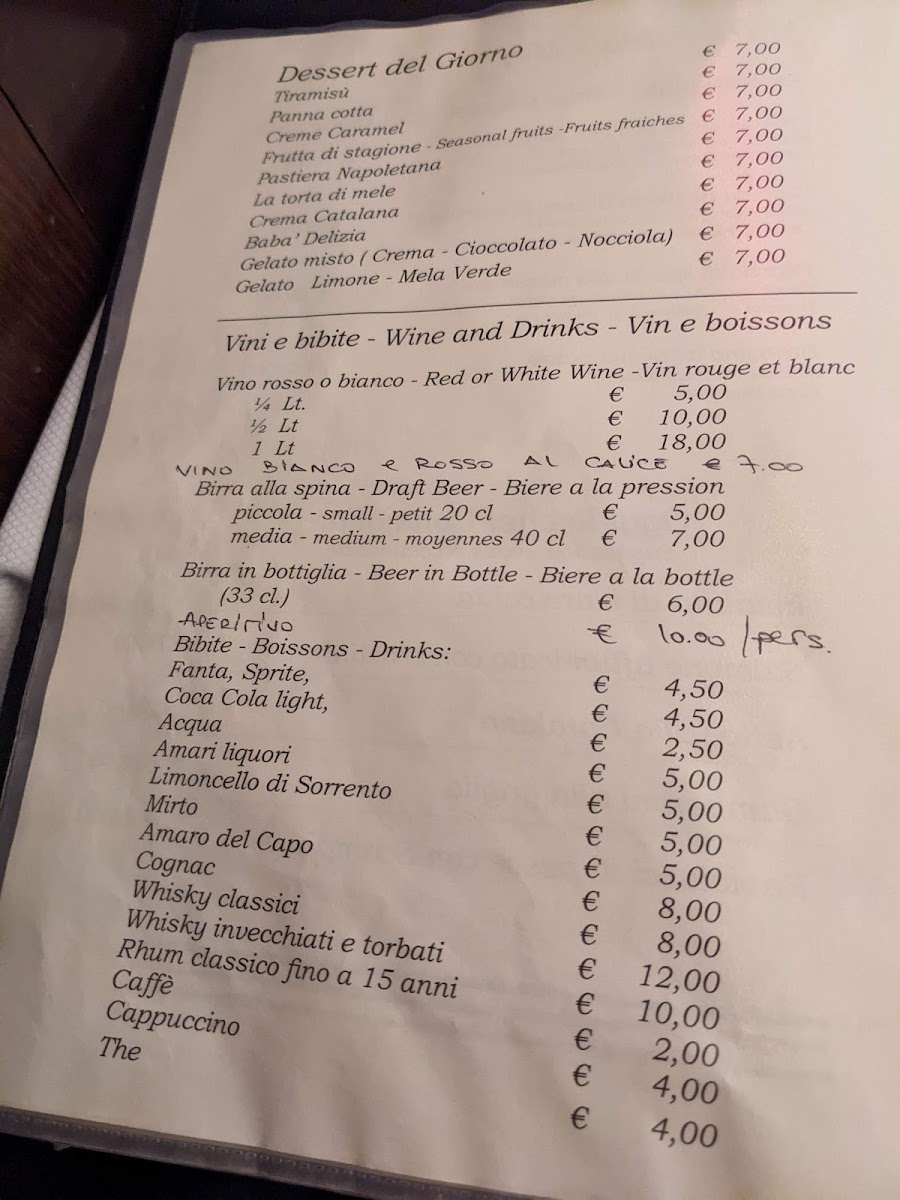 Dessert del Giorno
Tiramisù € 7,00
Panna cotta € 7,00
Creme Caramel € 7,00
Frutta di stagione - Seasonal fruits -Fruits fraiches € 7,00
Pastiera Napoletana € 7,00
La torta di mele € 7,00
Crema Catalana € 7,00
Baba' Delizia € 7,00
Gelato misto ( Crema - Cioccolato - Nocciola) € 7,00
Gelato Limone - Mela Verde € 7,00
Vini e bibite - Wine and Drinks - Vin e boissons
Vino rosso o bianco - Red or White Wine -Vin rouge et blanc
¼ Lt. € 5,00
½ Lt € 10,00
1 Lt € 18,00
VINO BIANCO e ROSSO AL CALICE € 7.00
Birra alla spina - Draft Beer - Biere a la pression
piccola - small - petit 20 cl € 5,00
media - medium - moyennes 40 cl € 7,00
Birra in bottiglia - Beer in Bottle - Biere a la bottle
(33 cl.) € 6,00
-APERITIVO € 10.00 /pers.
Bibite - Boissons - Drinks:
Fanta, Sprite, € 4,50
Coca Cola light, € 4,50
Acqua € 2,50
Amari liquori € 5,00
Limoncello di Sorrento € 5,00
Mirto € 5,00
Amaro del Capo € 5,00
Cognac € 8,00
Whisky classici € 8,00
Whisky invecchiati e torbati € 12,00
Rhum classico fino a 15 anni € 10,00
Caffè € 2,00
Cappuccino € 4,00
The € 4,00